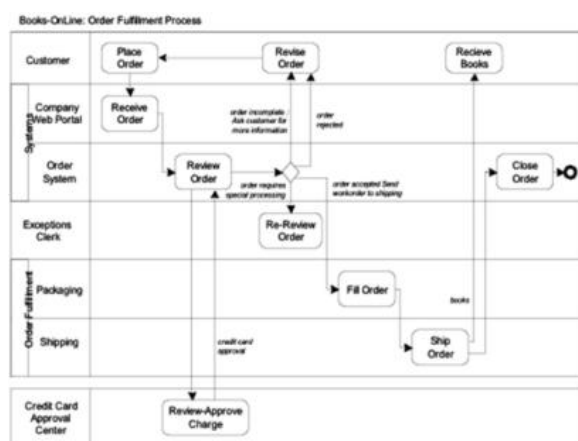 Books-OnLine: Order Fulfillment Process
Customer
Place
Order
Revise
Order
Recieve
Books
Systems
Company
Web Portal
Receive
Order
order incomplete :
Ask customer for
more information
order
rejected
Order
System
Review
Order
Close
Order
order requires
special processing
order accepted Send
workorder to shipping
Exceptions
Clerk
Re-Review
Order
Order Fulfillment
Packaging
Fill Order
books
Shipping
credit card
approval
Ship
Order
Credit Card
Approval
Center
Review-Approve
Charge